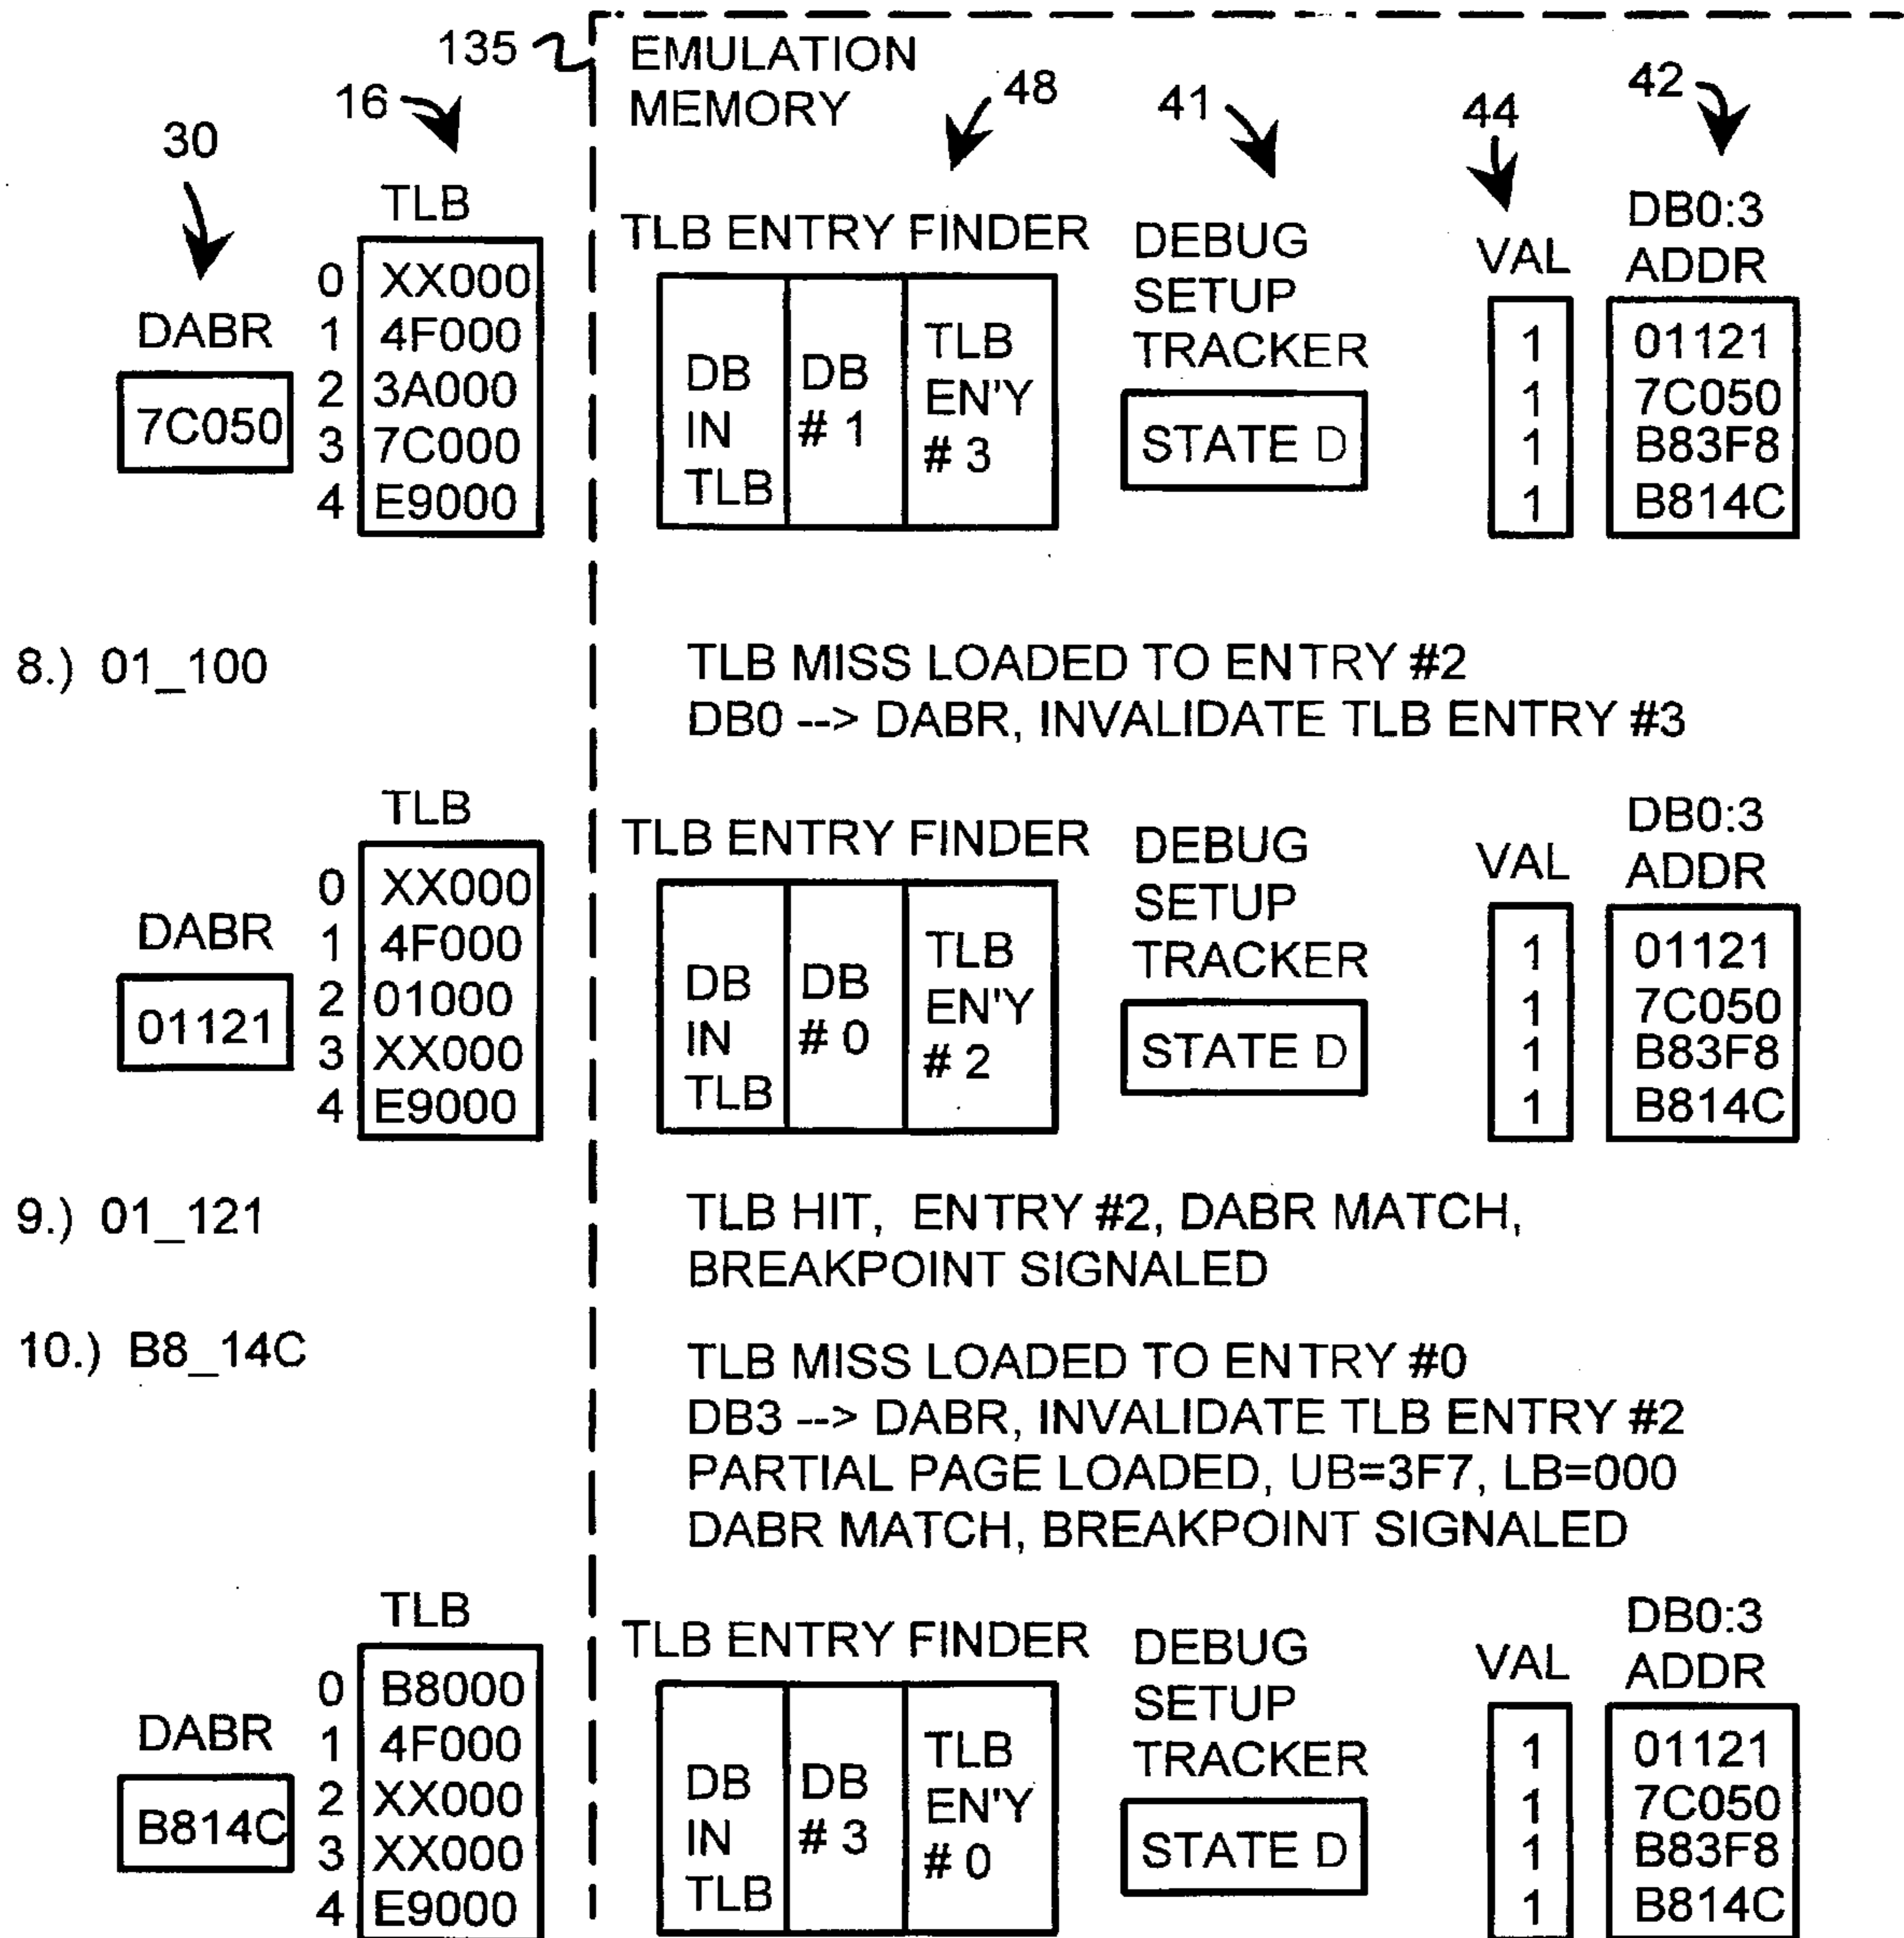 135
EMULATION
MEMORY
16
48
41
44
42
30
TLB
TLB ENTRY FINDER
DEBUG
SETUP
TRACKER
VAL
DB0:3
ADDR
DABR
7C050
0 XX000
1 4F000
2 3A000
3 7C000
4 E9000
DB
IN
TLB
DB
# 1
TLB
EN'Y
# 3
STATE D
1
1
1
1
01121
7C050
B83F8
B814C
8.) 01_100
TLB MISS LOADED TO ENTRY #2
DB0 --> DABR, INVALIDATE TLB ENTRY #3
TLB
TLB ENTRY FINDER
DEBUG
SETUP
TRACKER
VAL
DB0:3
ADDR
DABR
01121
0 XX000
1 4F000
2 01000
3 XX000
4 E9000
DB
IN
TLB
DB
# 0
TLB
EN'Y
# 2
STATE D
1
1
1
1
01121
7C050
B83F8
B814C
9.) 01_121
TLB HIT, ENTRY #2, DABR MATCH,
BREAKPOINT SIGNALED
10.) B8_14C
TLB MISS LOADED TO ENTRY #0
DB3 --> DABR, INVALIDATE TLB ENTRY #2
PARTIAL PAGE LOADED, UB=3F7, LB=000
DABR MATCH, BREAKPOINT SIGNALED
TLB
TLB ENTRY FINDER
DEBUG
SETUP
TRACKER
VAL
DB0:3
ADDR
DABR
B814C
0 B8000
1 4F000
2 XX000
3 XX000
4 E9000
DB
IN
TLB
DB
# 3
TLB
EN'Y
# 0
STATE D
1
1
1
1
01121
7C050
B83F8
B814C